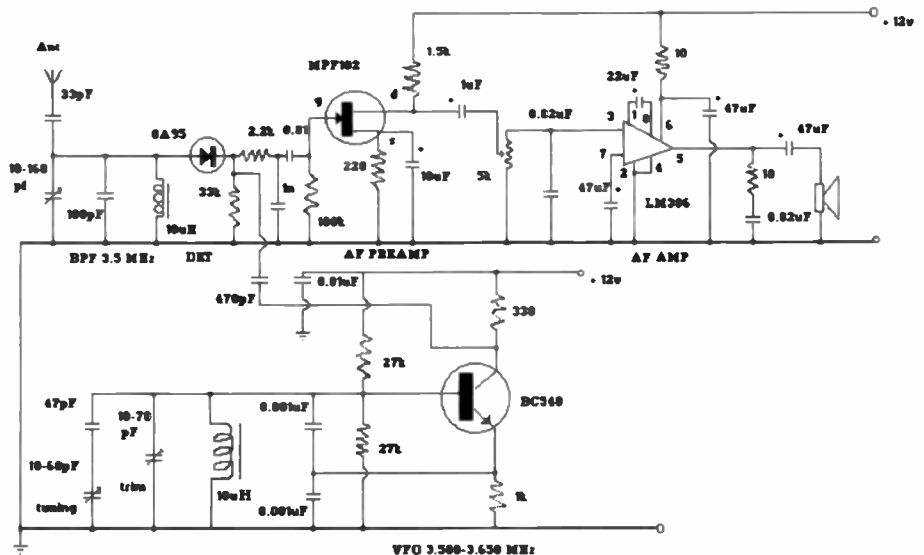 Ant
33pF
10-160
pf
100pF
10uH
0A95
2.2k
33k
0.01
1n
100k
MPF102
g
d
s
1.5k
220
10uF
1uF
5k
0.02uF
22uF
10
+ 12v
3
1
8
6
7
2
4
5
47uF
LM386
47uF
47uF
10
0.02uF
BPF 3.5 MHz
DET
AF PREAMP
AF AMP
470pF
0.01uF
+ 12v
330
27k
27k
BC548
47pF
10-60pF
tuning
10-70
pF
trim
10uH
0.001uF
0.001uF
1k
VFO 3.500-3.650 MHz